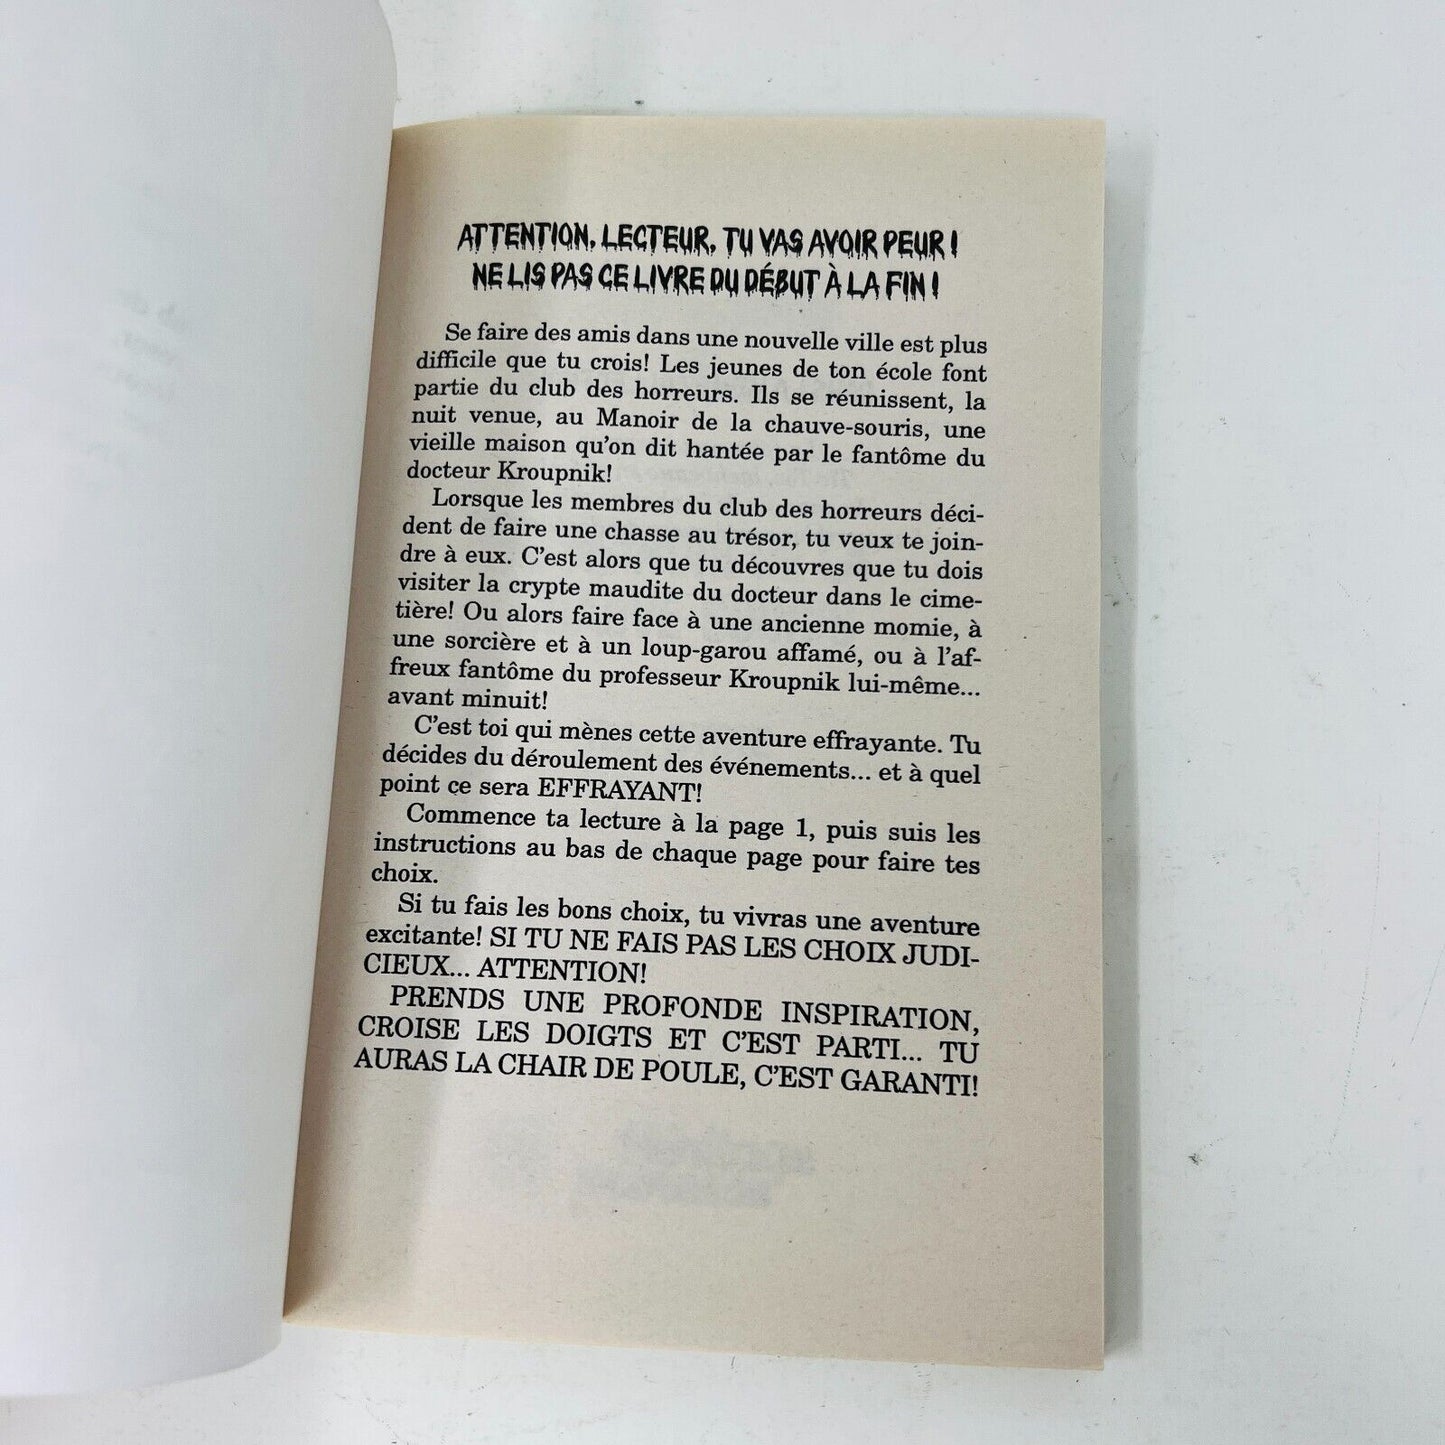 ATTENTION, LECTEUR, TU VAS AVOIR PEUR !
NE LIS PAS CE LIVRE DU DÉBUT À LA FIN !
Se faire des amis dans une nouvelle ville est plus
difficile que tu crois! Les jeunes de ton école font
partie du club des horreurs. Ils se réunissent, la
nuit venue, au Manoir de la chauve-souris, une
vieille maison qu'on dit hantée par le fantôme du
docteur Kroupnik!
Lorsque les membres du club des horreurs déci-
dent de faire une chasse au trésor, tu veux te join-
dre à eux. C'est alors que tu découvres que tu dois
visiter la crypte maudite du docteur dans le cime-
tière! Ou alors faire face à une ancienne momie, à
une sorcière et à un loup-garou affamé, ou à l'af-
freux fantôme du professeur Kroupnik lui-même...
avant minuit!
C'est toi qui mènes cette aventure effrayante. Tu
décides du déroulement des événements... et à quel
point ce sera EFFRAYANT!
Commence ta lecture à la page 1, puis suis les
instructions au bas de chaque page pour faire tes
choix.
Si tu fais les bons choix, tu vivras une aventure
excitante! SI TU NE FAIS PAS LES CHOIX JUDI-
CIEUX... ATTENTION!
PRENDS UNE PROFONDE INSPIRATION,
CROISE LES DOIGTS ET C'EST PARTI... TU
AURAS LA CHAIR DE POULE, C'EST GARANTI!